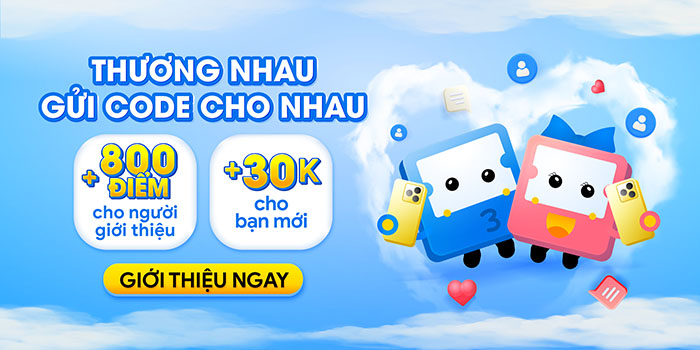 THƯƠNG NHAU
GỬI CODE CHO NHAU
+800
ĐIỂM
cho người
giới thiệu
+30K
cho
bạn mới
GIỚI THIỆU NGAY
3